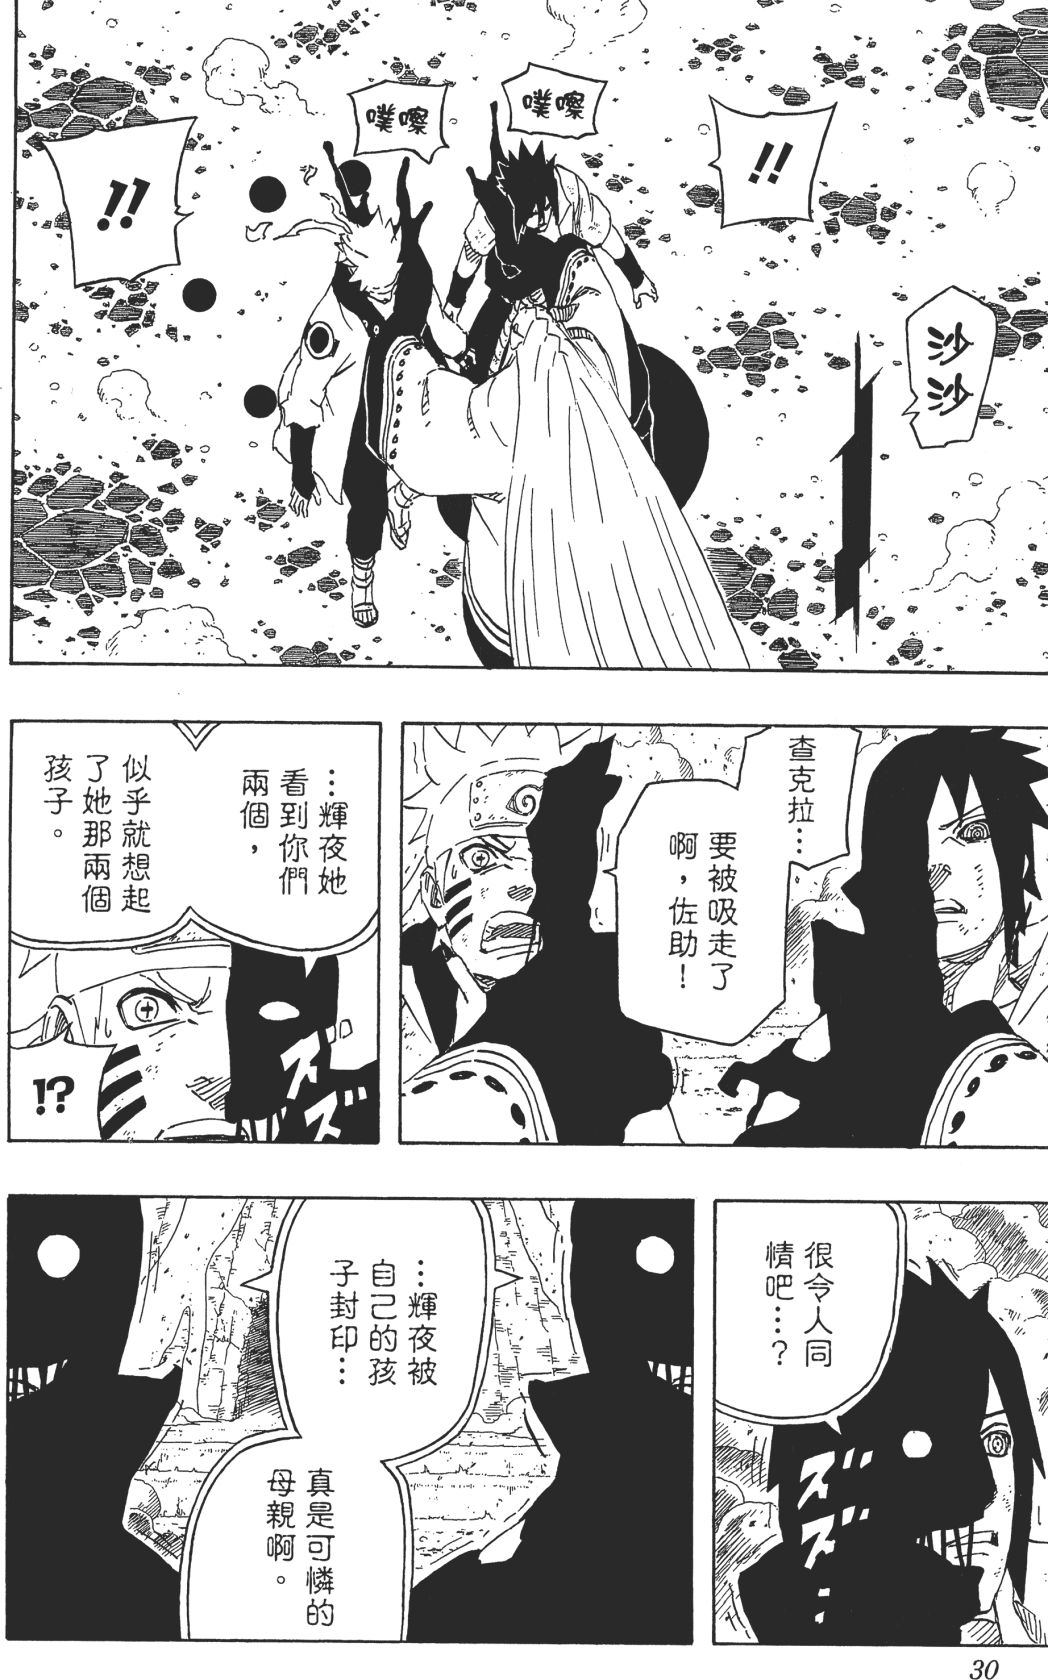 沙沙
!!
噗嚓
噗嚓
!!
查克拉…
要被吸走了
啊，佐助！
…輝夜她
看到你們
兩個，
似乎就想起
了她那兩個
孩子。
ズズ
!?
很令人同
情吧…？
ズズ…
…輝夜被
自己的孩
子封印…
真是可憐的
母親啊。
30